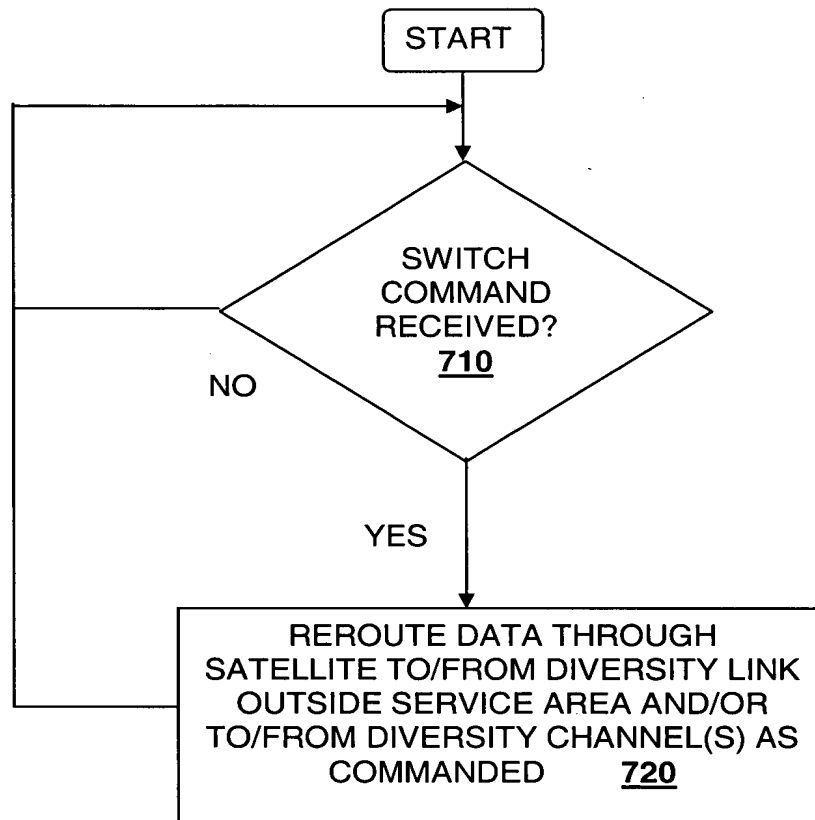 START
SWITCH
COMMAND
RECEIVED?
710
NO
YES
REROUTE DATA THROUGH
SATELLITE TO/FROM DIVERSITY LINK
OUTSIDE SERVICE AREA AND/OR
TO/FROM DIVERSITY CHANNEL(S) AS
COMMANDED 720